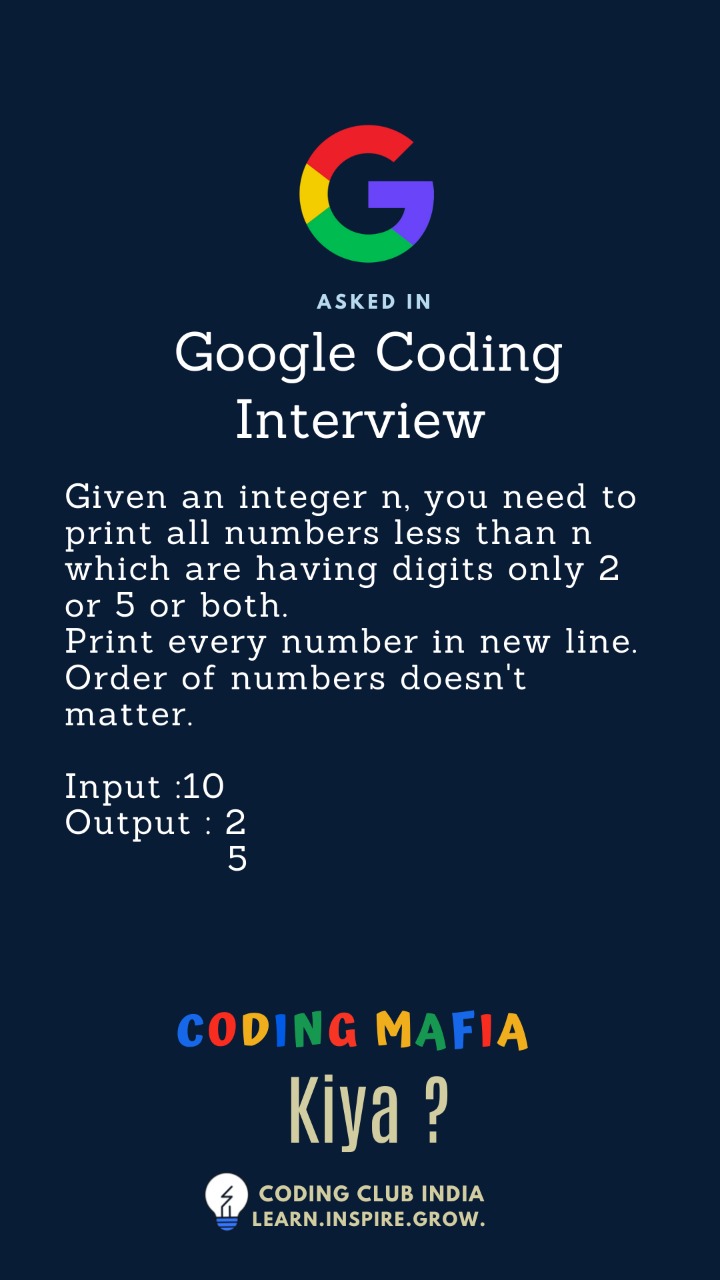 ASKED IN
Google Coding
Interview
Given an integer n, you need to
print all numbers less than n
which are having digits only 2
or 5 or both.
Print every number in new line.
Order of numbers doesn't
matter.
Input :10
Output : 2
5
CODING MAFIA
Kiya ?
CODING CLUB INDIA
LEARN.INSPIRE.GROW.